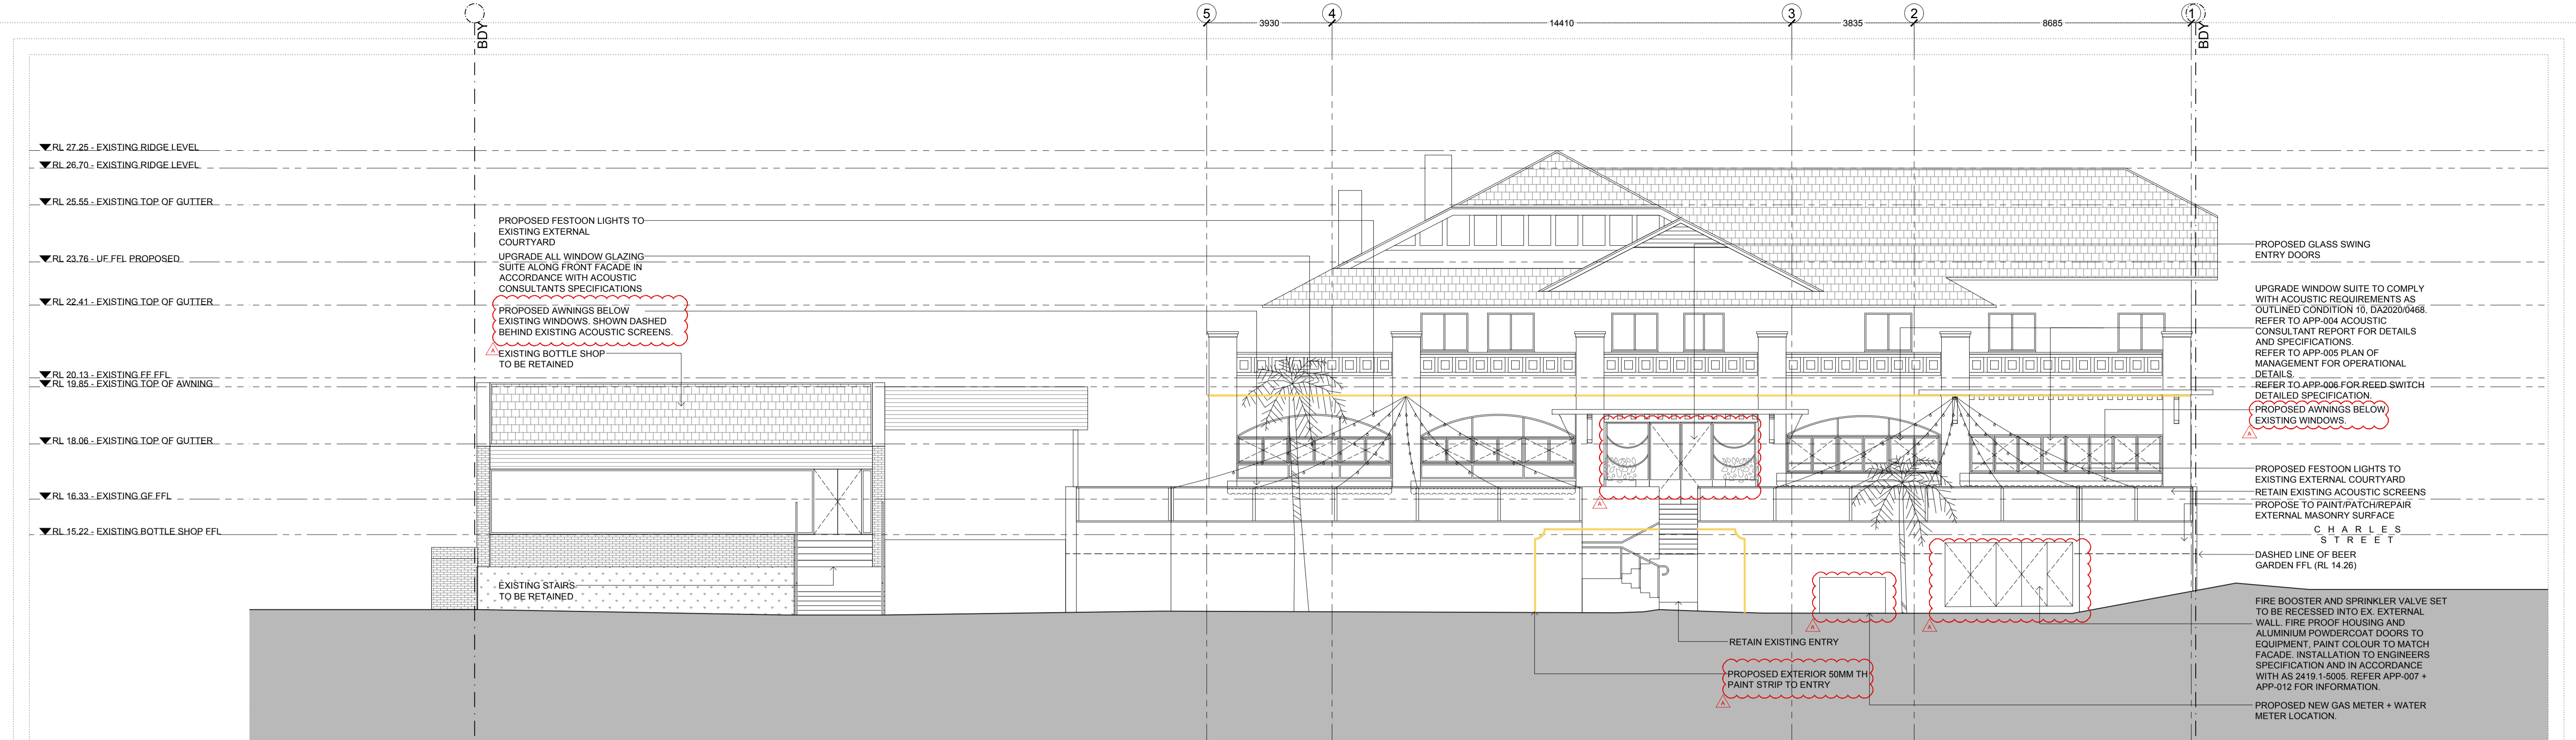 BDY
5
3930
4
14410
3
3835
2
8685
1
BDY
RL 27.25 - EXISTING RIDGE LEVEL
RL 26.70 - EXISTING RIDGE LEVEL
RL 25.55 - EXISTING TOP OF GUTTER
RL 23.76 - UF FFL PROPOSED
RL 22.41 - EXISTING TOP OF GUTTER
RL 20.13 - EXISTING FF FFL
RL 19.85 - EXISTING TOP OF AWNING
RL 18.06 - EXISTING TOP OF GUTTER
RL 16.33 - EXISTING GF FFL
RL 15.22 - EXISTING BOTTLE SHOP FFL
PROPOSED FESTOON LIGHTS TO
EXISTING EXTERNAL
COURTYARD
UPGRADE ALL WINDOW GLAZING
SUITE ALONG FRONT FACADE IN
ACCORDANCE WITH ACOUSTIC
CONSULTANTS SPECIFICATIONS
PROPOSED AWNINGS BELOW
EXISTING WINDOWS. SHOWN DASHED
BEHIND EXISTING ACOUSTIC SCREENS.
A
EXISTING BOTTLE SHOP
TO BE RETAINED
EXISTING STAIRS
TO BE RETAINED
A
A
A
RETAIN EXISTING ENTRY
PROPOSED EXTERIOR 50MM TH
PAINT STRIP TO ENTRY
A
PROPOSED GLASS SWING
ENTRY DOORS
UPGRADE WINDOW SUITE TO COMPLY
WITH ACOUSTIC REQUIREMENTS AS
OUTLINED CONDITION 10, DA2020/0468.
REFER TO APP-004 ACOUSTIC
CONSULTANT REPORT FOR DETAILS
AND SPECIFICATIONS.
REFER TO APP-005 PLAN OF
MANAGEMENT FOR OPERATIONAL
DETAILS.
REFER TO APP-006 FOR REED SWITCH
DETAILED SPECIFICATION.
PROPOSED AWNINGS BELOW
EXISTING WINDOWS.
A
PROPOSED FESTOON LIGHTS TO
EXISTING EXTERNAL COURTYARD
RETAIN EXISTING ACOUSTIC SCREENS
PROPOSE TO PAINT/PATCH/REPAIR
EXTERNAL MASONRY SURFACE
CHARLES
STREET
DASHED LINE OF BEER
GARDEN FFL (RL 14.26)
FIRE BOOSTER AND SPRINKLER VALVE SET
TO BE RECESSED INTO EX. EXTERNAL
WALL. FIRE PROOF HOUSING AND
ALUMINIUM POWDERCOAT DOORS TO
EQUIPMENT, PAINT COLOUR TO MATCH
FACADE. INSTALLATION TO ENGINEERS
SPECIFICATION AND IN ACCORDANCE
WITH AS 2419.1-5005. REFER APP-007 +
APP-012 FOR INFORMATION.
PROPOSED NEW GAS METER + WATER
METER LOCATION.